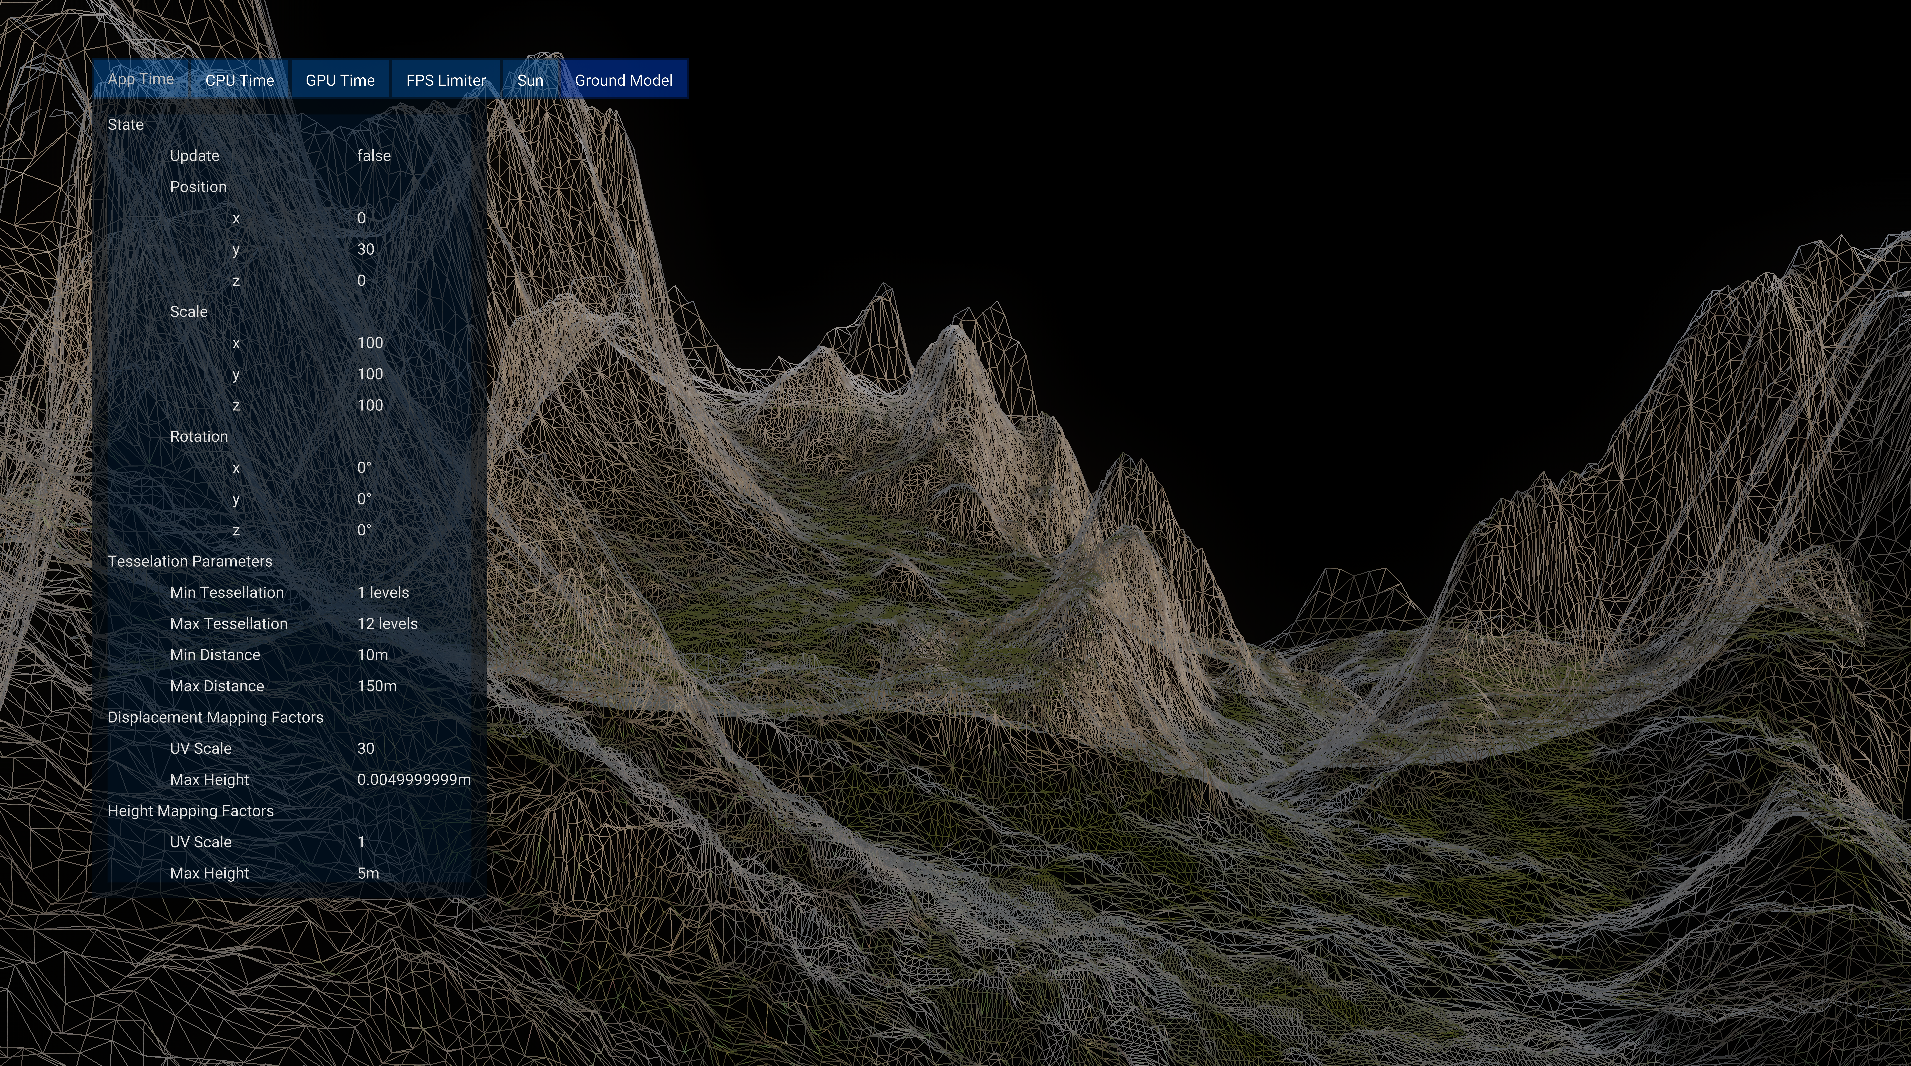 App Time CPU Time GPU Time FPS Limiter Sun Ground Model
State
Update false
Position
x 0
y 30
z 0
Scale
x 100
y 100
z 100
Rotation
x 0°
y 0°
z 0°
Tesselation Parameters
Min Tessellation 1 levels
Max Tessellation 12 levels
Min Distance 10m
Max Distance 150m
Displacement Mapping Factors
UV Scale 30
Max Height 0.0049999999m
Height Mapping Factors
UV Scale 1
Max Height 5m